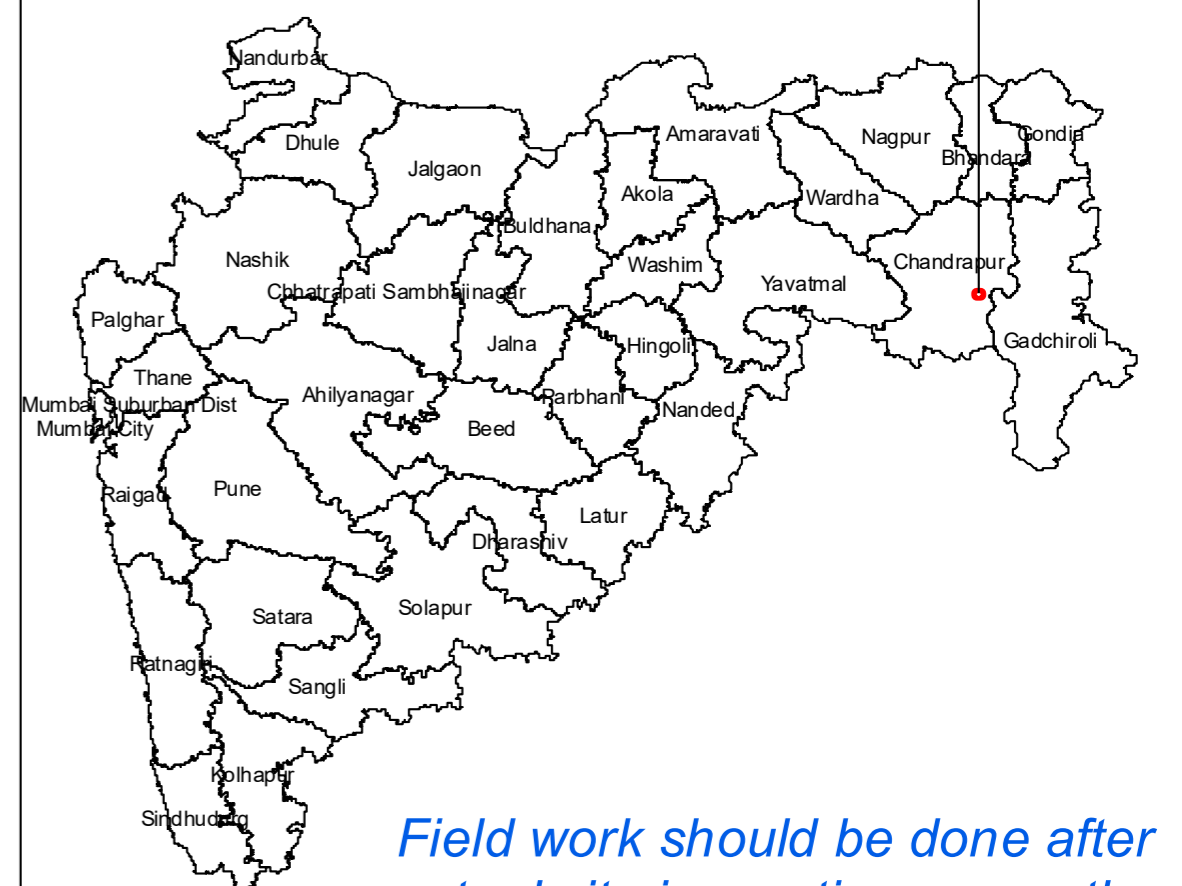 Nandurbar
Dhule
Jalgaon
Amaravati
Nagpur
Gondia
Bhandara
Akola
Wardha
Buldhana
Nashik
Washim
Chandrapur
Yavatmal
Chhatrapati Sambhajinagar
Palghar
Jalna
Hingoli
Gadchiroli
Thane
Ahilyanagar
Parbhani
Mumbai Suburban Dist
Nanded
Mumbai City
Beed
Raigad
Pune
Latur
Dharashiv
Satara
Solapur
Ratnagiri
Sangli
Kolhapur
Sindhudurg
Field work should be done after